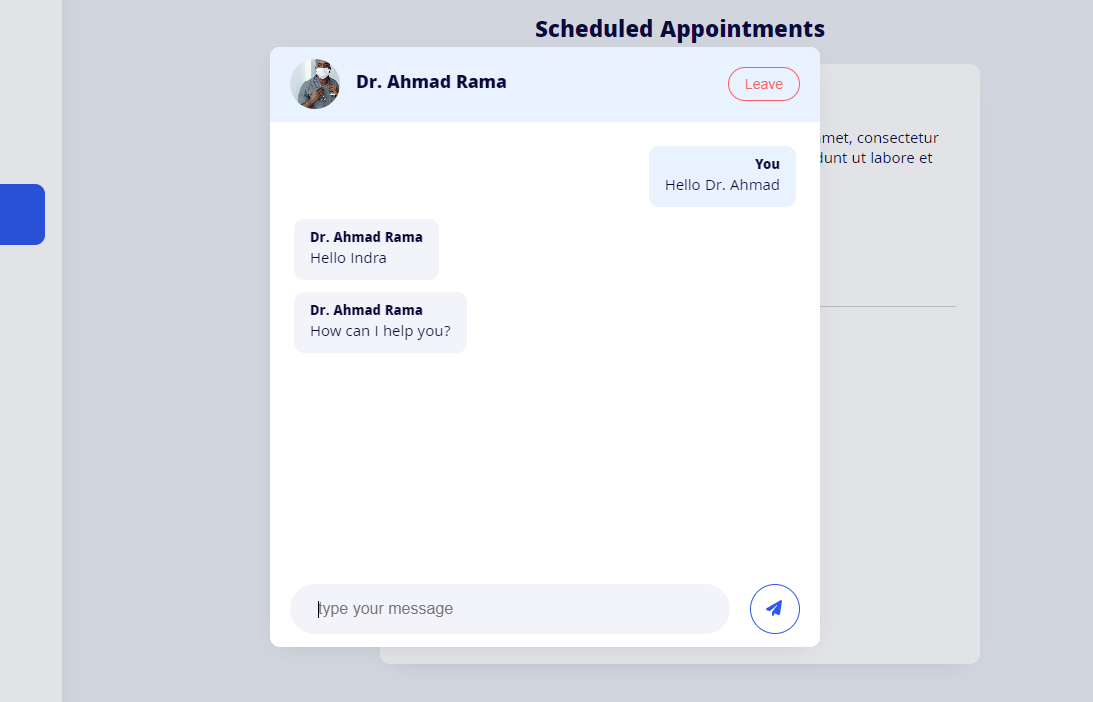 Scheduled Appointments
Dr. Ahmad Rama
Leave
met, consectetur
dunt ut labore et
You
Hello Dr. Ahmad
Dr. Ahmad Rama
Hello Indra
Dr. Ahmad Rama
How can I help you?
type your message